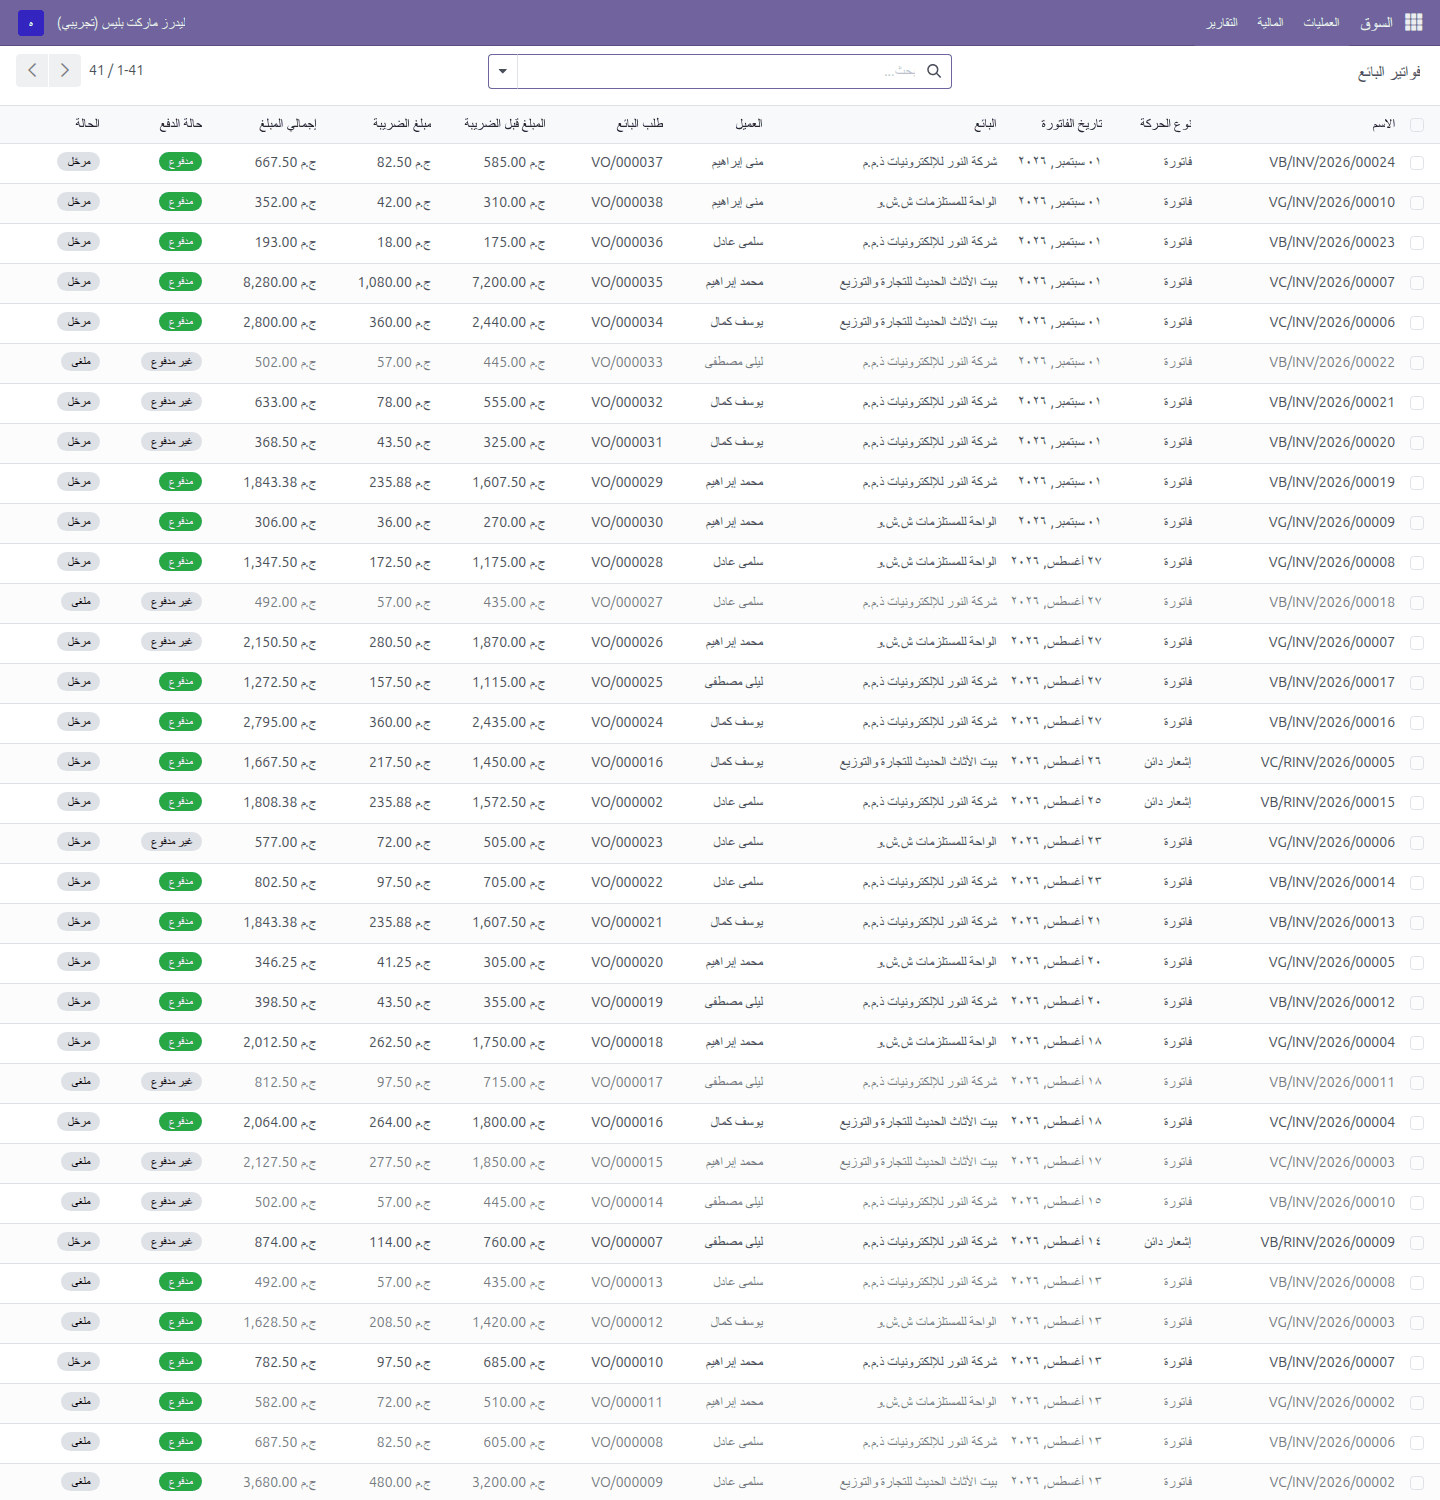 السوق العمليات المالية التقارير ليدرز ماركت بليس (تجريبي) ه
فواتير البائع بحث... 41 / 1-41
الاسم نوع الحركة تاريخ الفاتورة البائع العميل طلب البائع المبلغ قبل الضريبة مبلغ الضريبة إجمالي المبلغ حالة الدفع الحالة
VB/INV/2026/00024 فاتورة ٠١ سبتمبر, ٢٠٢٦ شركة النور للإلكترونيات ذ.م.م منى إبراهيم VO/000037 585.00 ج.م 82.50 ج.م 667.50 ج.م مدفوع مرحّل
VG/INV/2026/00010 فاتورة ٠١ سبتمبر, ٢٠٢٦ الواحة للمستلزمات ش.ش.و منى إبراهيم VO/000038 310.00 ج.م 42.00 ج.م 352.00 ج.م مدفوع مرحّل
VB/INV/2026/00023 فاتورة ٠١ سبتمبر, ٢٠٢٦ شركة النور للإلكترونيات ذ.م.م سلمى عادل VO/000036 175.00 ج.م 18.00 ج.م 193.00 ج.م مدفوع مرحّل
VC/INV/2026/00007 فاتورة ٠١ سبتمبر, ٢٠٢٦ بيت الأثاث الحديث للتجارة والتوزيع محمد إبراهيم VO/000035 7,200.00 ج.م 1,080.00 ج.م 8,280.00 ج.م مدفوع مرحّل
VC/INV/2026/00006 فاتورة ٠١ سبتمبر, ٢٠٢٦ بيت الأثاث الحديث للتجارة والتوزيع يوسف كمال VO/000034 2,440.00 ج.م 360.00 ج.م 2,800.00 ج.م مدفوع مرحّل
VB/INV/2026/00022 فاتورة ٠١ سبتمبر, ٢٠٢٦ شركة النور للإلكترونيات ذ.م.م ليلى مصطفى VO/000033 445.00 ج.م 57.00 ج.م 502.00 ج.م غير مدفوع ملغى
VB/INV/2026/00021 فاتورة ٠١ سبتمبر, ٢٠٢٦ شركة النور للإلكترونيات ذ.م.م يوسف كمال VO/000032 555.00 ج.م 78.00 ج.م 633.00 ج.م غير مدفوع مرحّل
VB/INV/2026/00020 فاتورة ٠١ سبتمبر, ٢٠٢٦ شركة النور للإلكترونيات ذ.م.م يوسف كمال VO/000031 325.00 ج.م 43.50 ج.م 368.50 ج.م غير مدفوع مرحّل
VB/INV/2026/00019 فاتورة ٠١ سبتمبر, ٢٠٢٦ شركة النور للإلكترونيات ذ.م.م محمد إبراهيم VO/000029 1,607.50 ج.م 235.88 ج.م 1,843.38 ج.م مدفوع مرحّل
VG/INV/2026/00009 فاتورة ٠١ سبتمبر, ٢٠٢٦ الواحة للمستلزمات ش.ش.و محمد إبراهيم VO/000030 270.00 ج.م 36.00 ج.م 306.00 ج.م مدفوع مرحّل
VG/INV/2026/00008 فاتورة ٢٧ أغسطس, ٢٠٢٦ الواحة للمستلزمات ش.ش.و سلمى عادل VO/000028 1,175.00 ج.م 172.50 ج.م 1,347.50 ج.م مدفوع مرحّل
VB/INV/2026/00018 فاتورة ٢٧ أغسطس, ٢٠٢٦ شركة النور للإلكترونيات ذ.م.م سلمى عادل VO/000027 435.00 ج.م 57.00 ج.م 492.00 ج.م غير مدفوع ملغى
VG/INV/2026/00007 فاتورة ٢٧ أغسطس, ٢٠٢٦ الواحة للمستلزمات ش.ش.و محمد إبراهيم VO/000026 1,870.00 ج.م 280.50 ج.م 2,150.50 ج.م غير مدفوع مرحّل
VB/INV/2026/00017 فاتورة ٢٧ أغسطس, ٢٠٢٦ شركة النور للإلكترونيات ذ.م.م ليلى مصطفى VO/000025 1,115.00 ج.م 157.50 ج.م 1,272.50 ج.م مدفوع مرحّل
VB/INV/2026/00016 فاتورة ٢٧ أغسطس, ٢٠٢٦ شركة النور للإلكترونيات ذ.م.م يوسف كمال VO/000024 2,435.00 ج.م 360.00 ج.م 2,795.00 ج.م مدفوع مرحّل
VC/RINV/2026/00005 إشعار دائن ٢٦ أغسطس, ٢٠٢٦ بيت الأثاث الحديث للتجارة والتوزيع يوسف كمال VO/000016 1,450.00 ج.م 217.50 ج.م 1,667.50 ج.م مدفوع مرحّل
VB/RINV/2026/00015 إشعار دائن ٢٥ أغسطس, ٢٠٢٦ شركة النور للإلكترونيات ذ.م.م سلمى عادل VO/000002 1,572.50 ج.م 235.88 ج.م 1,808.38 ج.م مدفوع مرحّل
VG/INV/2026/00006 فاتورة ٢٣ أغسطس, ٢٠٢٦ الواحة للمستلزمات ش.ش.و سلمى عادل VO/000023 505.00 ج.م 72.00 ج.م 577.00 ج.م غير مدفوع مرحّل
VB/INV/2026/00014 فاتورة ٢٣ أغسطس, ٢٠٢٦ شركة النور للإلكترونيات ذ.م.م سلمى عادل VO/000022 705.00 ج.م 97.50 ج.م 802.50 ج.م مدفوع مرحّل
VB/INV/2026/00013 فاتورة ٢١ أغسطس, ٢٠٢٦ شركة النور للإلكترونيات ذ.م.م يوسف كمال VO/000021 1,607.50 ج.م 235.88 ج.م 1,843.38 ج.م مدفوع مرحّل
VG/INV/2026/00005 فاتورة ٢٠ أغسطس, ٢٠٢٦ الواحة للمستلزمات ش.ش.و محمد إبراهيم VO/000020 305.00 ج.م 41.25 ج.م 346.25 ج.م مدفوع مرحّل
VB/INV/2026/00012 فاتورة ٢٠ أغسطس, ٢٠٢٦ شركة النور للإلكترونيات ذ.م.م ليلى مصطفى VO/000019 355.00 ج.م 43.50 ج.م 398.50 ج.م مدفوع مرحّل
VG/INV/2026/00004 فاتورة ١٨ أغسطس, ٢٠٢٦ الواحة للمستلزمات ش.ش.و محمد إبراهيم VO/000018 1,750.00 ج.م 262.50 ج.م 2,012.50 ج.م مدفوع مرحّل
VB/INV/2026/00011 فاتورة ١٨ أغسطس, ٢٠٢٦ شركة النور للإلكترونيات ذ.م.م ليلى مصطفى VO/000017 715.00 ج.م 97.50 ج.م 812.50 ج.م غير مدفوع ملغى
VC/INV/2026/00004 فاتورة ١٨ أغسطس, ٢٠٢٦ بيت الأثاث الحديث للتجارة والتوزيع يوسف كمال VO/000016 1,800.00 ج.م 264.00 ج.م 2,064.00 ج.م مدفوع مرحّل
VC/INV/2026/00003 فاتورة ١٧ أغسطس, ٢٠٢٦ بيت الأثاث الحديث للتجارة والتوزيع محمد إبراهيم VO/000015 1,850.00 ج.م 277.50 ج.م 2,127.50 ج.م غير مدفوع ملغى
VB/INV/2026/00010 فاتورة ١٥ أغسطس, ٢٠٢٦ شركة النور للإلكترونيات ذ.م.م ليلى مصطفى VO/000014 445.00 ج.م 57.00 ج.م 502.00 ج.م غير مدفوع ملغى
VB/RINV/2026/00009 إشعار دائن ١٤ أغسطس, ٢٠٢٦ شركة النور للإلكترونيات ذ.م.م ليلى مصطفى VO/000007 760.00 ج.م 114.00 ج.م 874.00 ج.م غير مدفوع مرحّل
VB/INV/2026/00008 فاتورة ١٣ أغسطس, ٢٠٢٦ شركة النور للإلكترونيات ذ.م.م سلمى عادل VO/000013 435.00 ج.م 57.00 ج.م 492.00 ج.م مدفوع ملغى
VG/INV/2026/00003 فاتورة ١٣ أغسطس, ٢٠٢٦ الواحة للمستلزمات ش.ش.و يوسف كمال VO/000012 1,420.00 ج.م 208.50 ج.م 1,628.50 ج.م مدفوع ملغى
VB/INV/2026/00007 فاتورة ١٣ أغسطس, ٢٠٢٦ شركة النور للإلكترونيات ذ.م.م محمد إبراهيم VO/000010 685.00 ج.م 97.50 ج.م 782.50 ج.م مدفوع مرحّل
VG/INV/2026/00002 فاتورة ١٣ أغسطس, ٢٠٢٦ الواحة للمستلزمات ش.ش.و محمد إبراهيم VO/000011 510.00 ج.م 72.00 ج.م 582.00 ج.م مدفوع ملغى
VB/INV/2026/00006 فاتورة ١٣ أغسطس, ٢٠٢٦ شركة النور للإلكترونيات ذ.م.م سلمى عادل VO/000008 605.00 ج.م 82.50 ج.م 687.50 ج.م مدفوع ملغى
VC/INV/2026/00002 فاتورة ١٣ أغسطس, ٢٠٢٦ بيت الأثاث الحديث للتجارة والتوزيع سلمى عادل VO/000009 3,200.00 ج.م 480.00 ج.م 3,680.00 ج.م مدفوع ملغى